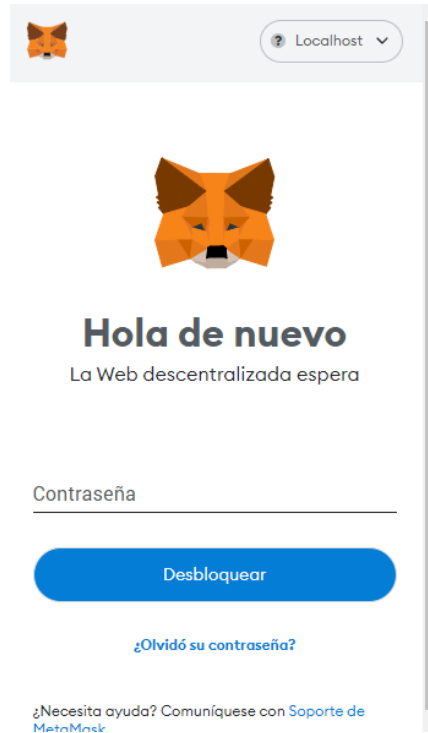 Localhost
Hola de nuevo
La Web descentralizada espera
Contraseña
Desbloquear
¿Olvidó su contraseña?
¿Necesita ayuda? Comuníquese con Soporte de
MetaMask